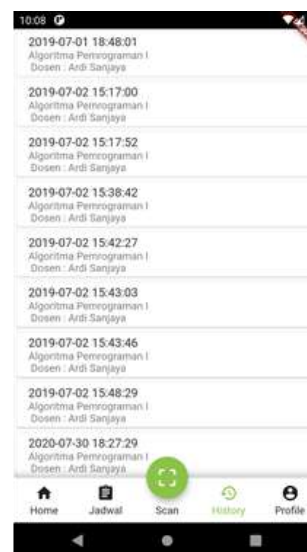 10:08
2019-07-01 18:48:01
Algoritma Pemrograman I
Dosen : Ardi Sanjaya
2019-07-02 15:17:00
Algoritma Pemrograman I
Dosen : Ardi Sanjaya
2019-07-02 15:17:52
Algoritma Pemrograman I
Dosen : Ardi Sanjaya
2019-07-02 15:38:42
Algoritma Pemrograman I
Dosen : Ardi Sanjaya
2019-07-02 15:42:27
Algoritma Pemrograman I
Dosen : Ardi Sanjaya
2019-07-02 15:43:03
Algoritma Pemrograman I
Dosen : Ardi Sanjaya
2019-07-02 15:43:46
Algoritma Pemrograman I
Dosen : Ardi Sanjaya
2019-07-02 15:48:29
Algoritma Pemrograman I
Dosen : Ardi Sanjaya
2020-07-30 18:27:29
Algoritma Pemrograman I
Dosen : Ardi Sanjaya
Home Jadwal Scan History Profile